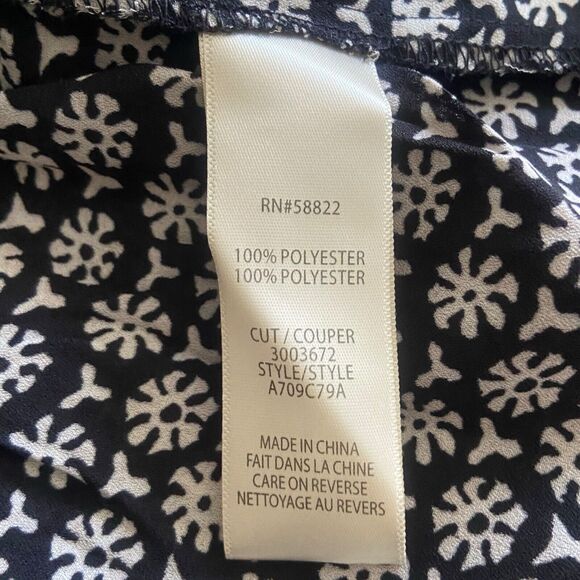 RN#58822
100% POLYESTER
100% POLYESTER
CUT / COUPER
3003672
STYLE/STYLE
A709C79A
MADE IN CHINA
FAIT DANS LA CHINE
CARE ON REVERSE
NETTOYAGE AU REVERS